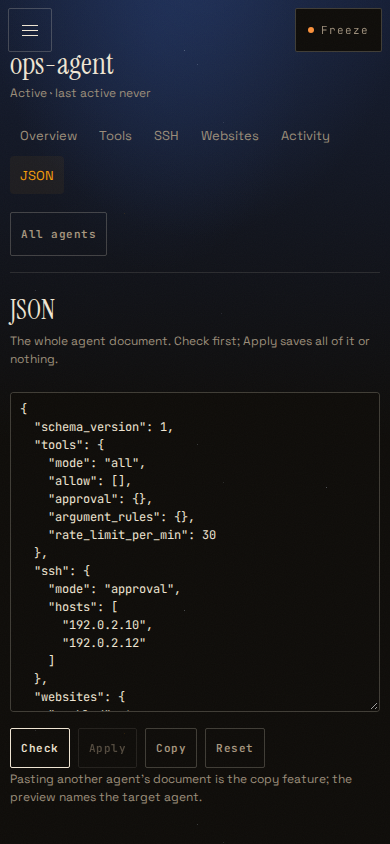 Freeze
ops-agent
Active · last active never
Overview Tools SSH Websites Activity
JSON
All agents
JSON
The whole agent document. Check first; Apply saves all of it or
nothing.
{
  "schema_version": 1,
  "tools": {
    "mode": "all",
    "allow": [],
    "approval": {},
    "argument_rules": {},
    "rate_limit_per_min": 30
  },
  "ssh": {
    "mode": "approval",
    "hosts": [
      "192.0.2.10",
      "192.0.2.12"
    ]
  },
  "websites": {
Check Apply Copy Reset
Pasting another agent's document is the copy feature; the
preview names the target agent.